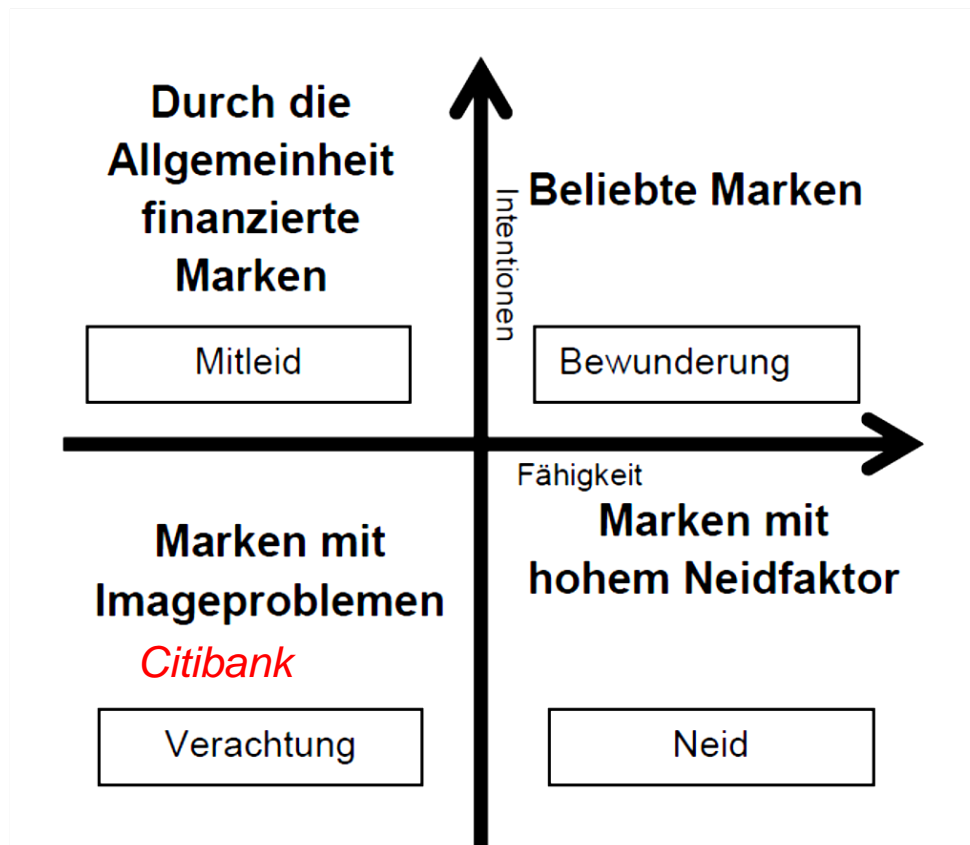 Durch die
Allgemeinheit
finanzierte
Marken
Mitleid
Intentionen
Beliebte Marken
Bewunderung
Fähigkeit
Marken mit
Imageproblemen
Citibank
Verachtung
Marken mit
hohem Neidfaktor
Neid